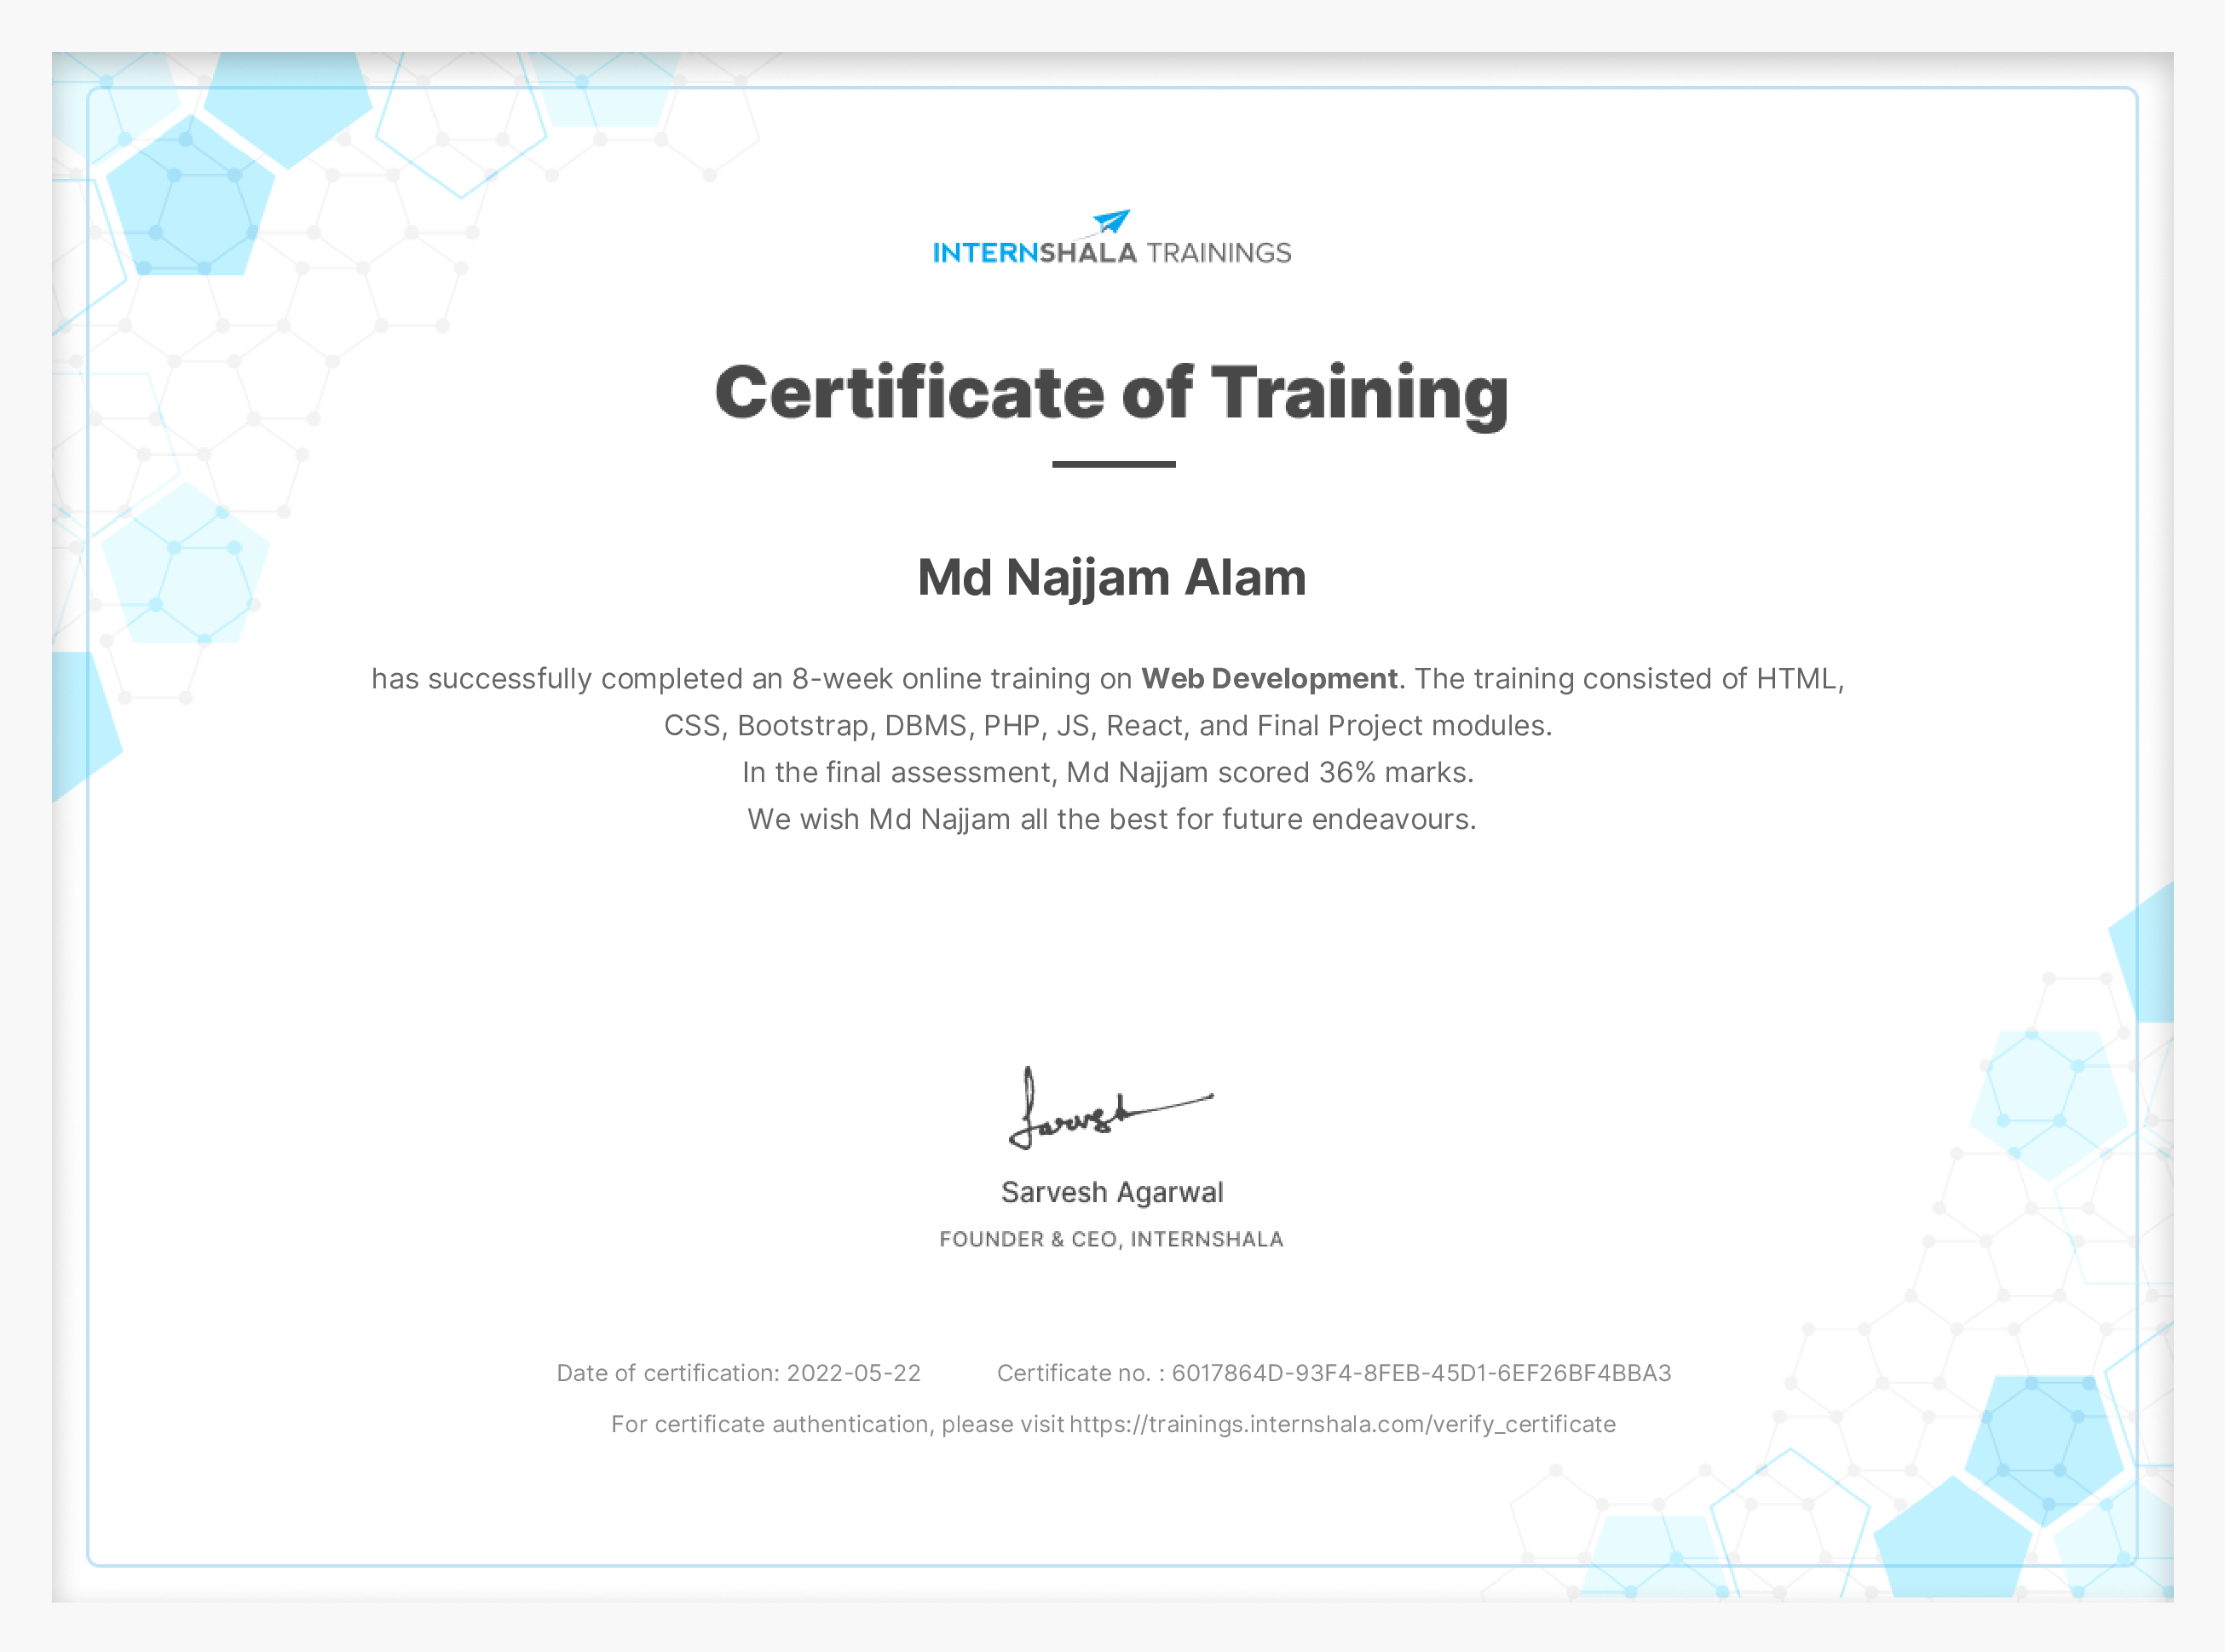 INTERNSHALA TRAININGS
Certificate of Training
Md Najjam Alam
has successfully completed an 8-week online training on Web Development. The training consisted of HTML,
CSS, Bootstrap, DBMS, PHP, JS, React, and Final Project modules.
In the final assessment, Md Najjam scored 36% marks.
We wish Md Najjam all the best for future endeavours.
Sarvesh
Sarvesh Agarwal
FOUNDER & CEO, INTERNSHALA
Date of certification: 2022-05-22 Certificate no. : 6017864D-93F4-8FEB-45D1-6EF26BF4BBA3
For certificate authentication, please visit https://trainings.internshala.com/verify_certificate